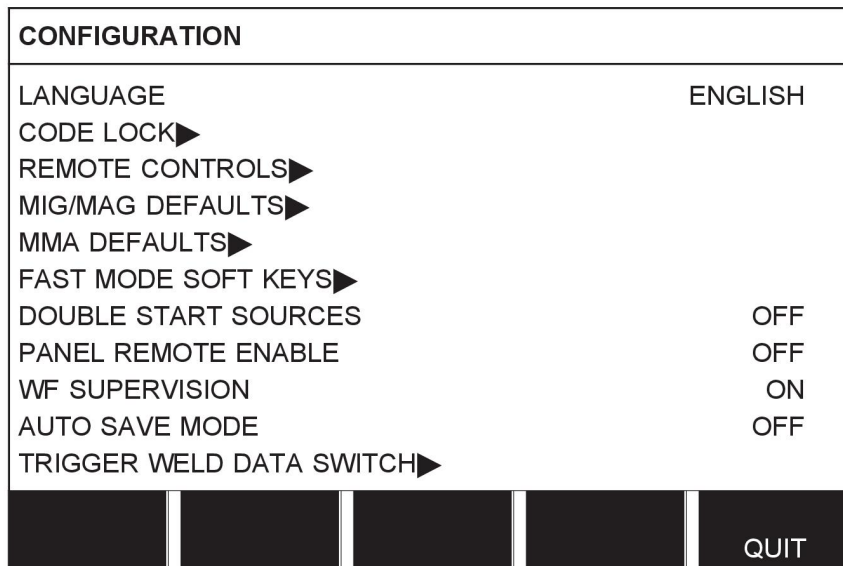 CONFIGURATION
LANGUAGE ENGLISH
CODE LOCK▶
REMOTE CONTROLS▶
MIG/MAG DEFAULTS▶
MMA DEFAULTS▶
FAST MODE SOFT KEYS▶
DOUBLE START SOURCES OFF
PANEL REMOTE ENABLE OFF
WF SUPERVISION ON
AUTO SAVE MODE OFF
TRIGGER WELD DATA SWITCH▶
QUIT